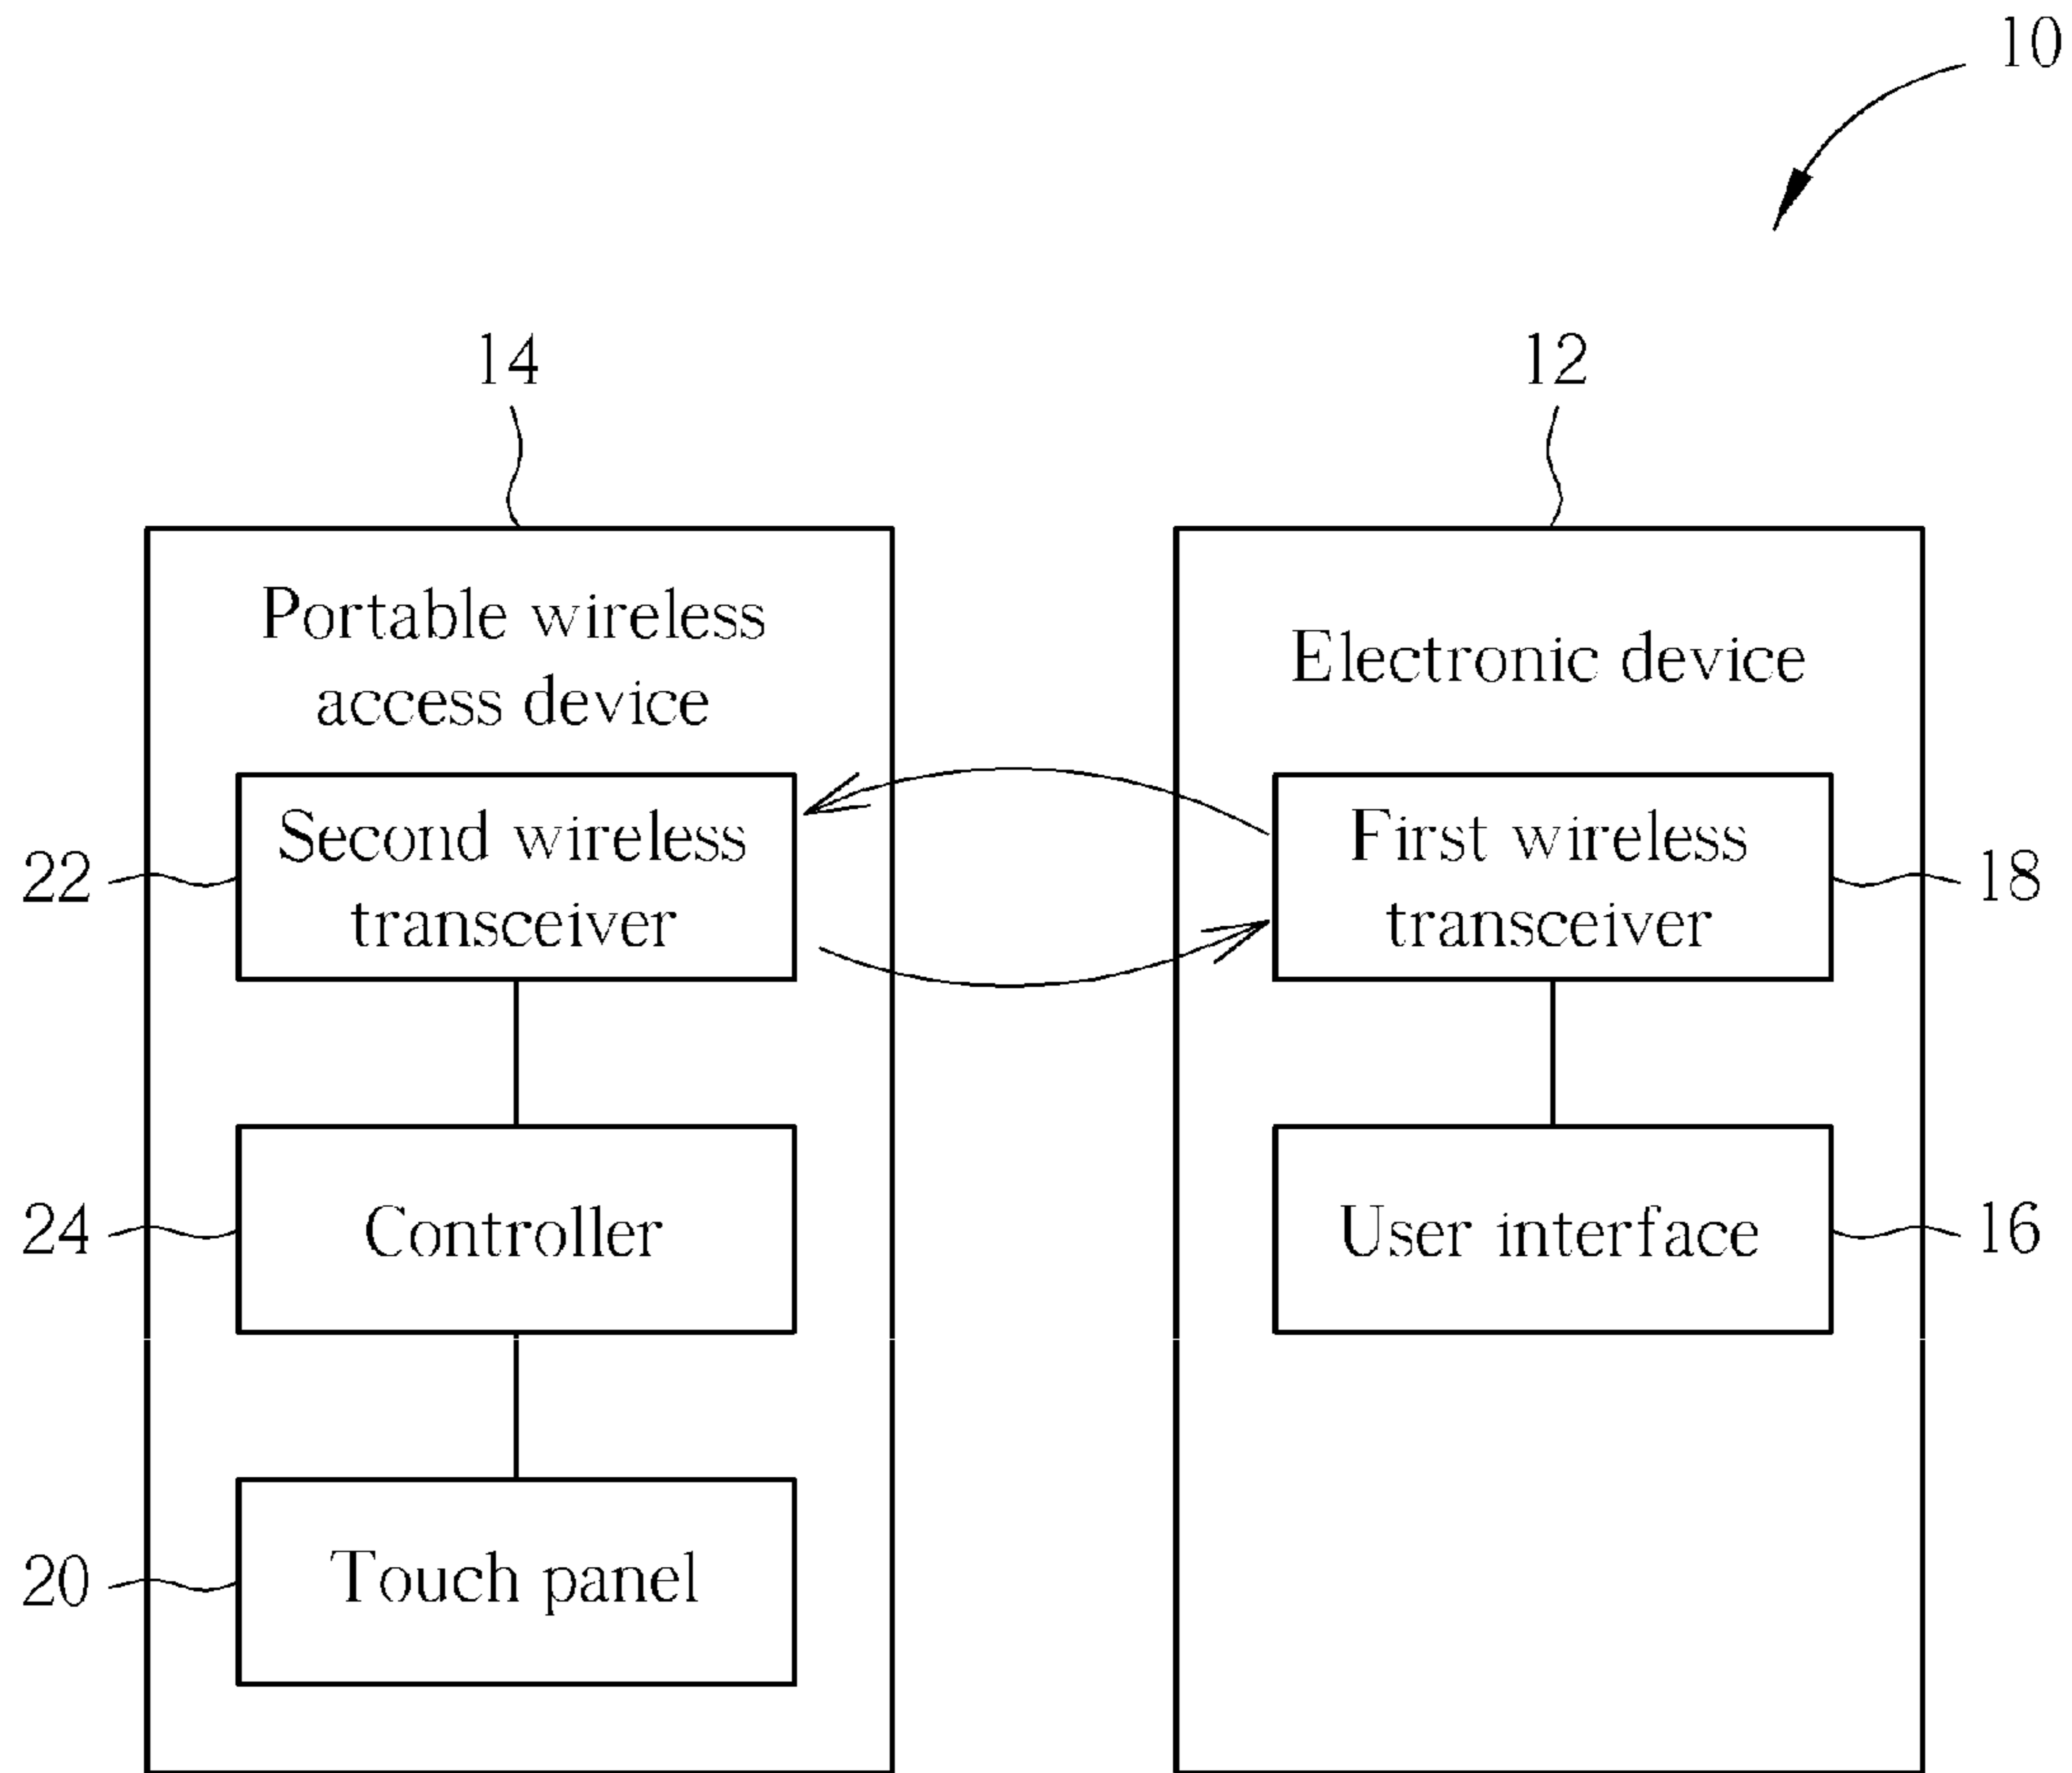 10
14
12
Portable wireless
access device
Electronic device
Second wireless
transceiver
First wireless
transceiver
22
18
Controller
User interface
24
16
Touch panel
20